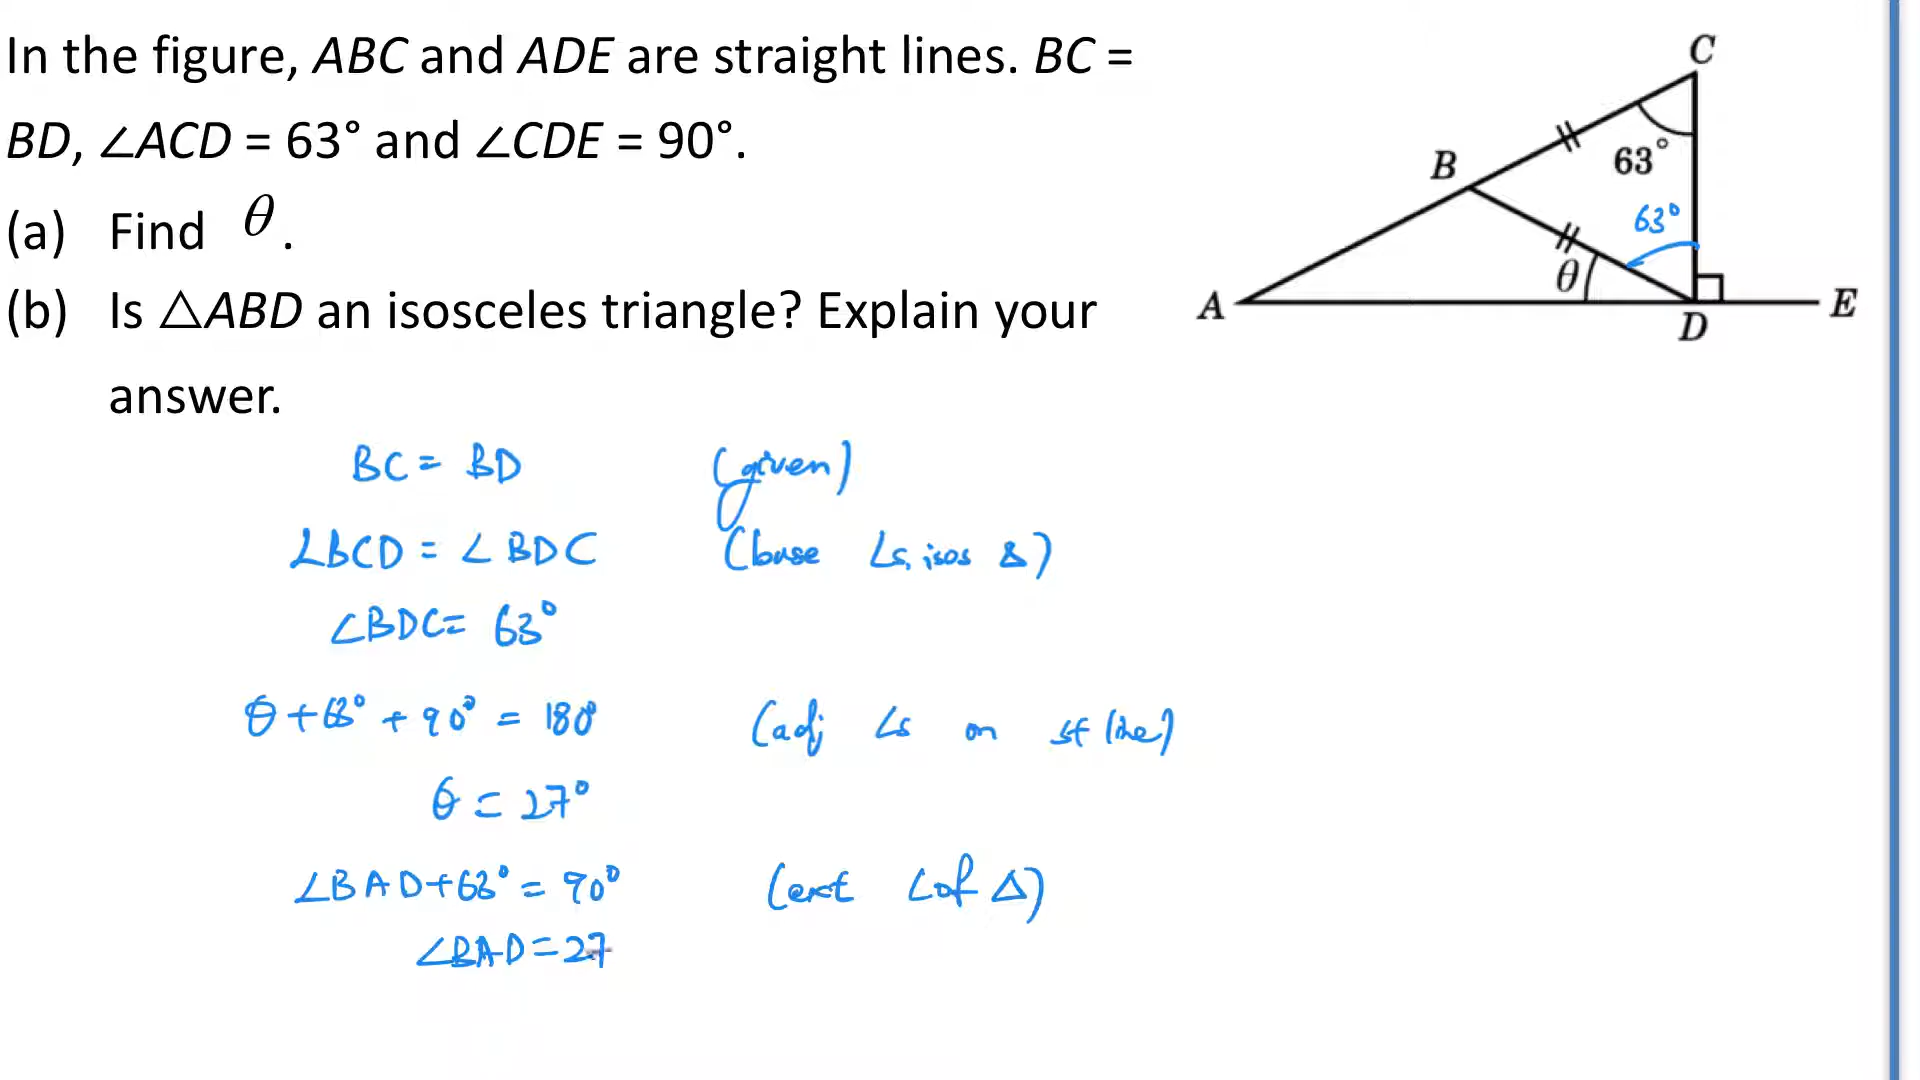 In the figure, ABC and ADE are straight lines. BC =
BD, ∠ACD = 63° and ∠CDE = 90°.
(a) Find θ.
(b) Is △ABD an isosceles triangle? Explain your
answer.
C
B
63°
63°
θ
A
D
E
BC = BD (given)
∠BCD = ∠BDC (base ∠s, isos Δ)
∠BDC = 63°
θ + 63° + 90° = 180° (adj ∠s on st line)
θ = 27°
∠BAD + 63° = 90° (ext ∠ of Δ)
∠BAD = 27